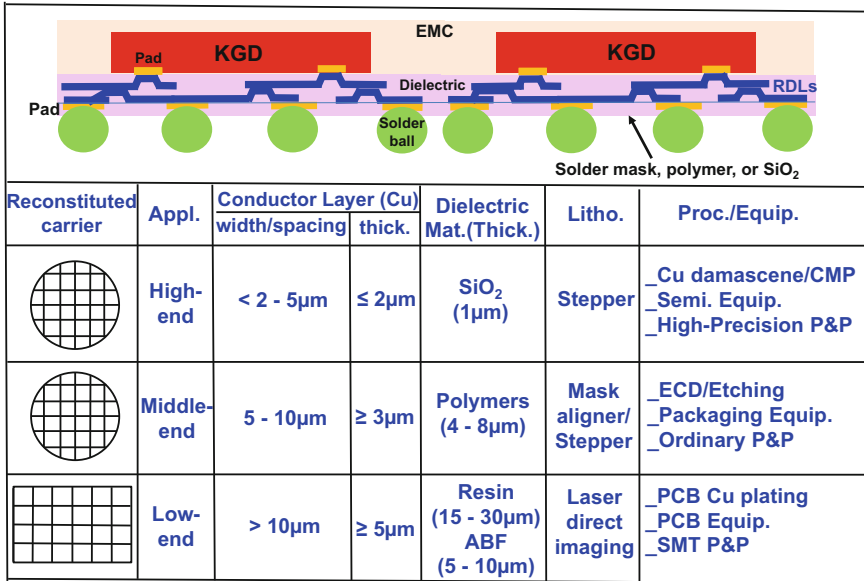 EMC
KGD
KGD
Pad
Dielectric
RDLs
Pad
Solder
ball
Solder mask, polymer, or SiO₂
Reconstituted
carrier
Appl.
Conductor Layer (Cu)
width/spacing
thick.
Dielectric
Mat.(Thick.)
Litho.
Proc./Equip.
High-
end
< 2 - 5µm
≤ 2µm
SiO₂
(1µm)
Stepper
_Cu damascene/CMP
_Semi. Equip.
_High-Precision P&P
Middle-
end
5 - 10µm
≥ 3µm
Polymers
(4 - 8µm)
Mask
aligner/
Stepper
_ECD/Etching
_Packaging Equip.
_Ordinary P&P
Low-
end
> 10µm
≥ 5µm
Resin
(15 - 30µm)
ABF
(5 - 10µm)
Laser
direct
imaging
_PCB Cu plating
_PCB Equip.
_SMT P&P